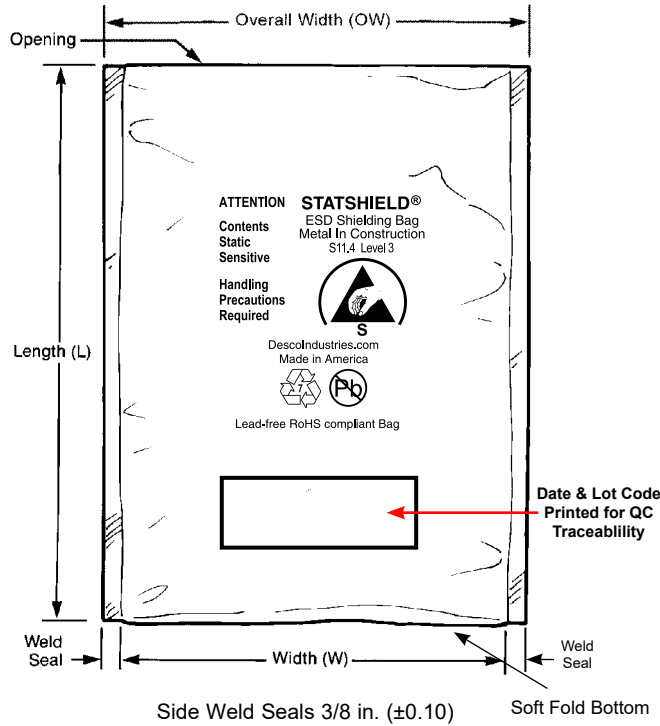 Overall Width (OW)
Opening
ATTENTION
Contents
Static
Sensitive
Handling
Precautions
Required
STATSHIELD®
ESD Shielding Bag
Metal In Construction
S11.4 Level 3
S
Length (L)
DescoIndustries.com
Made in America
7
Pb
Lead-free RoHS compliant Bag
Date & Lot Code
Printed for QC
Traceablility
Weld
Seal
Width (W)
Weld
Seal
Side Weld Seals 3/8 in. (±0.10)
Soft Fold Bottom